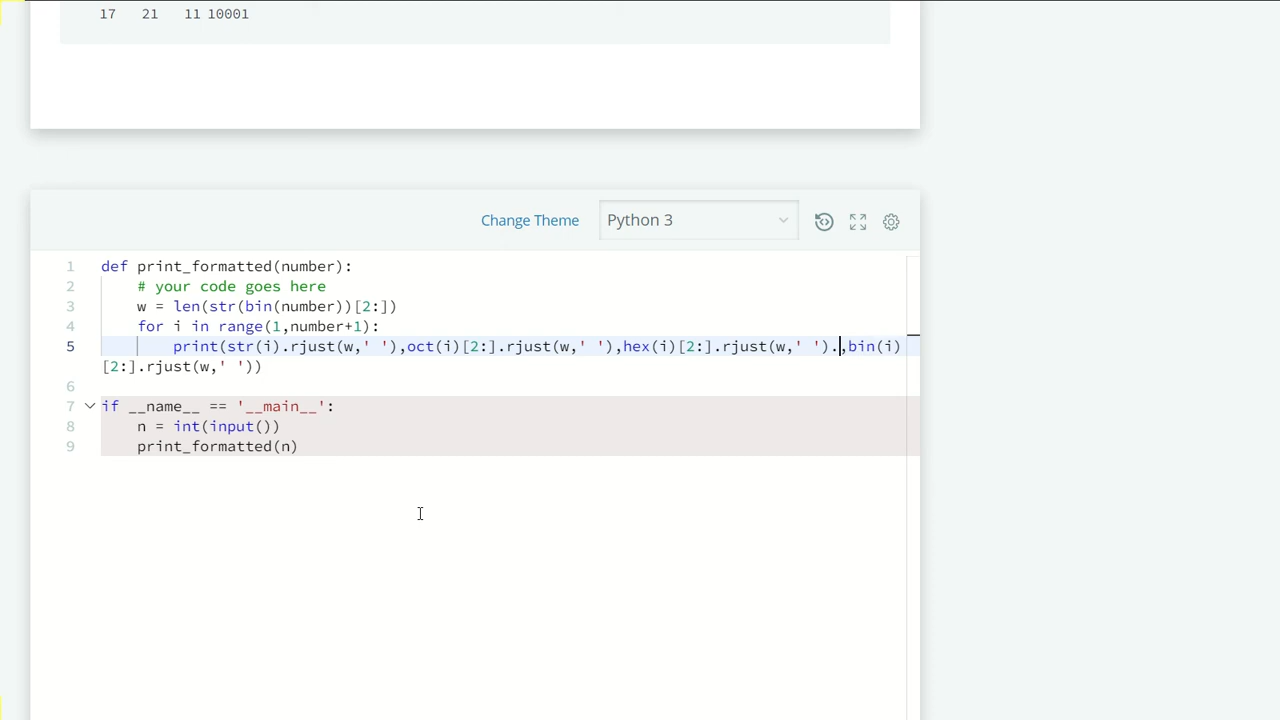 17 21 11 10001
Change Theme Python 3
1 def print_formatted(number):
2 # your code goes here
3 w = len(str(bin(number))[2:])
4 for i in range(1,number+1):
5 print(str(i).rjust(w,' '),oct(i)[2:].rjust(w,' '),hex(i)[2:].rjust(w,' ').,bin(i)
[2:].rjust(w,' '))
6
7 if __name__ == '__main__':
8 n = int(input())
9 print_formatted(n)